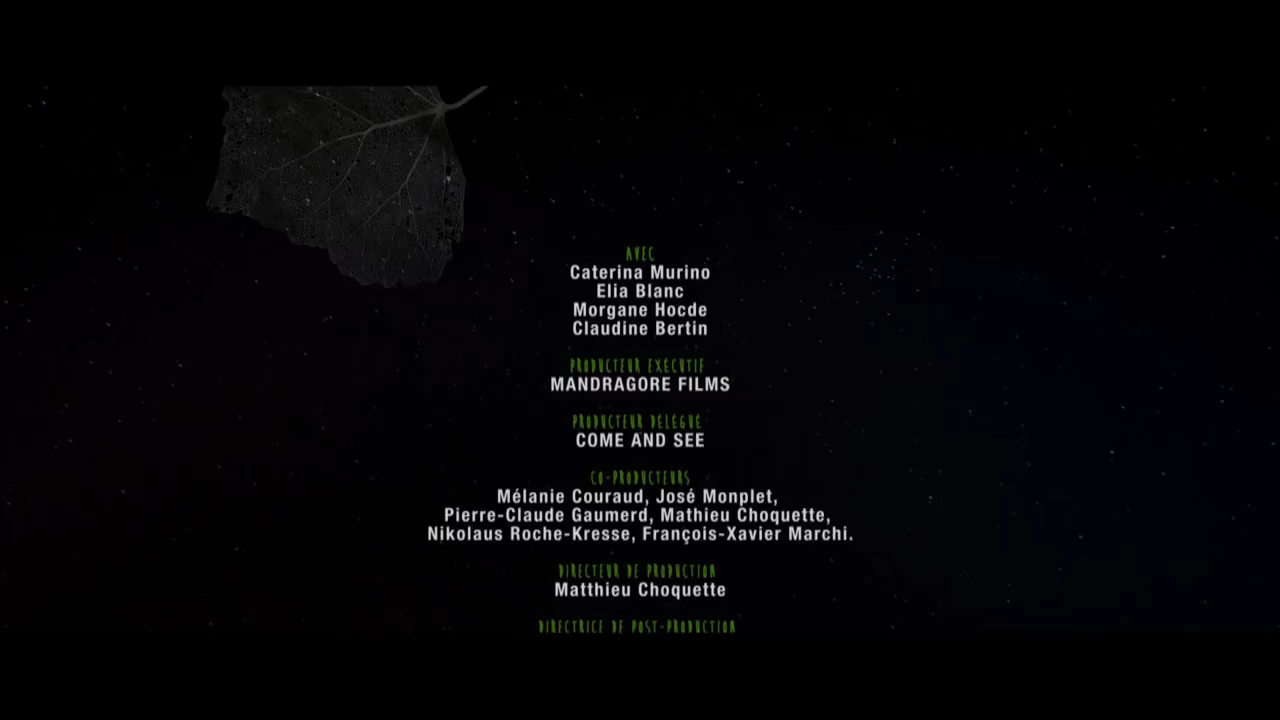 AVEC
Caterina Murino
Elia Blanc
Morgane Hocde
Claudine Bertin
PRODUCTEUR EXÉCUTIF
MANDRAGORE FILMS
PRODUCTEUR DÉLÉGUÉ
COME AND SEE
CO-PRODUCTEURS
Mélanie Couraud, José Monplet,
Pierre-Claude Gaumerd, Mathieu Choquette,
Nikolaus Roche-Kresse, François-Xavier Marchi.
DIRECTEUR DE PRODUCTION
Matthieu Choquette
DIRECTRICE DE POST-PRODUCTION